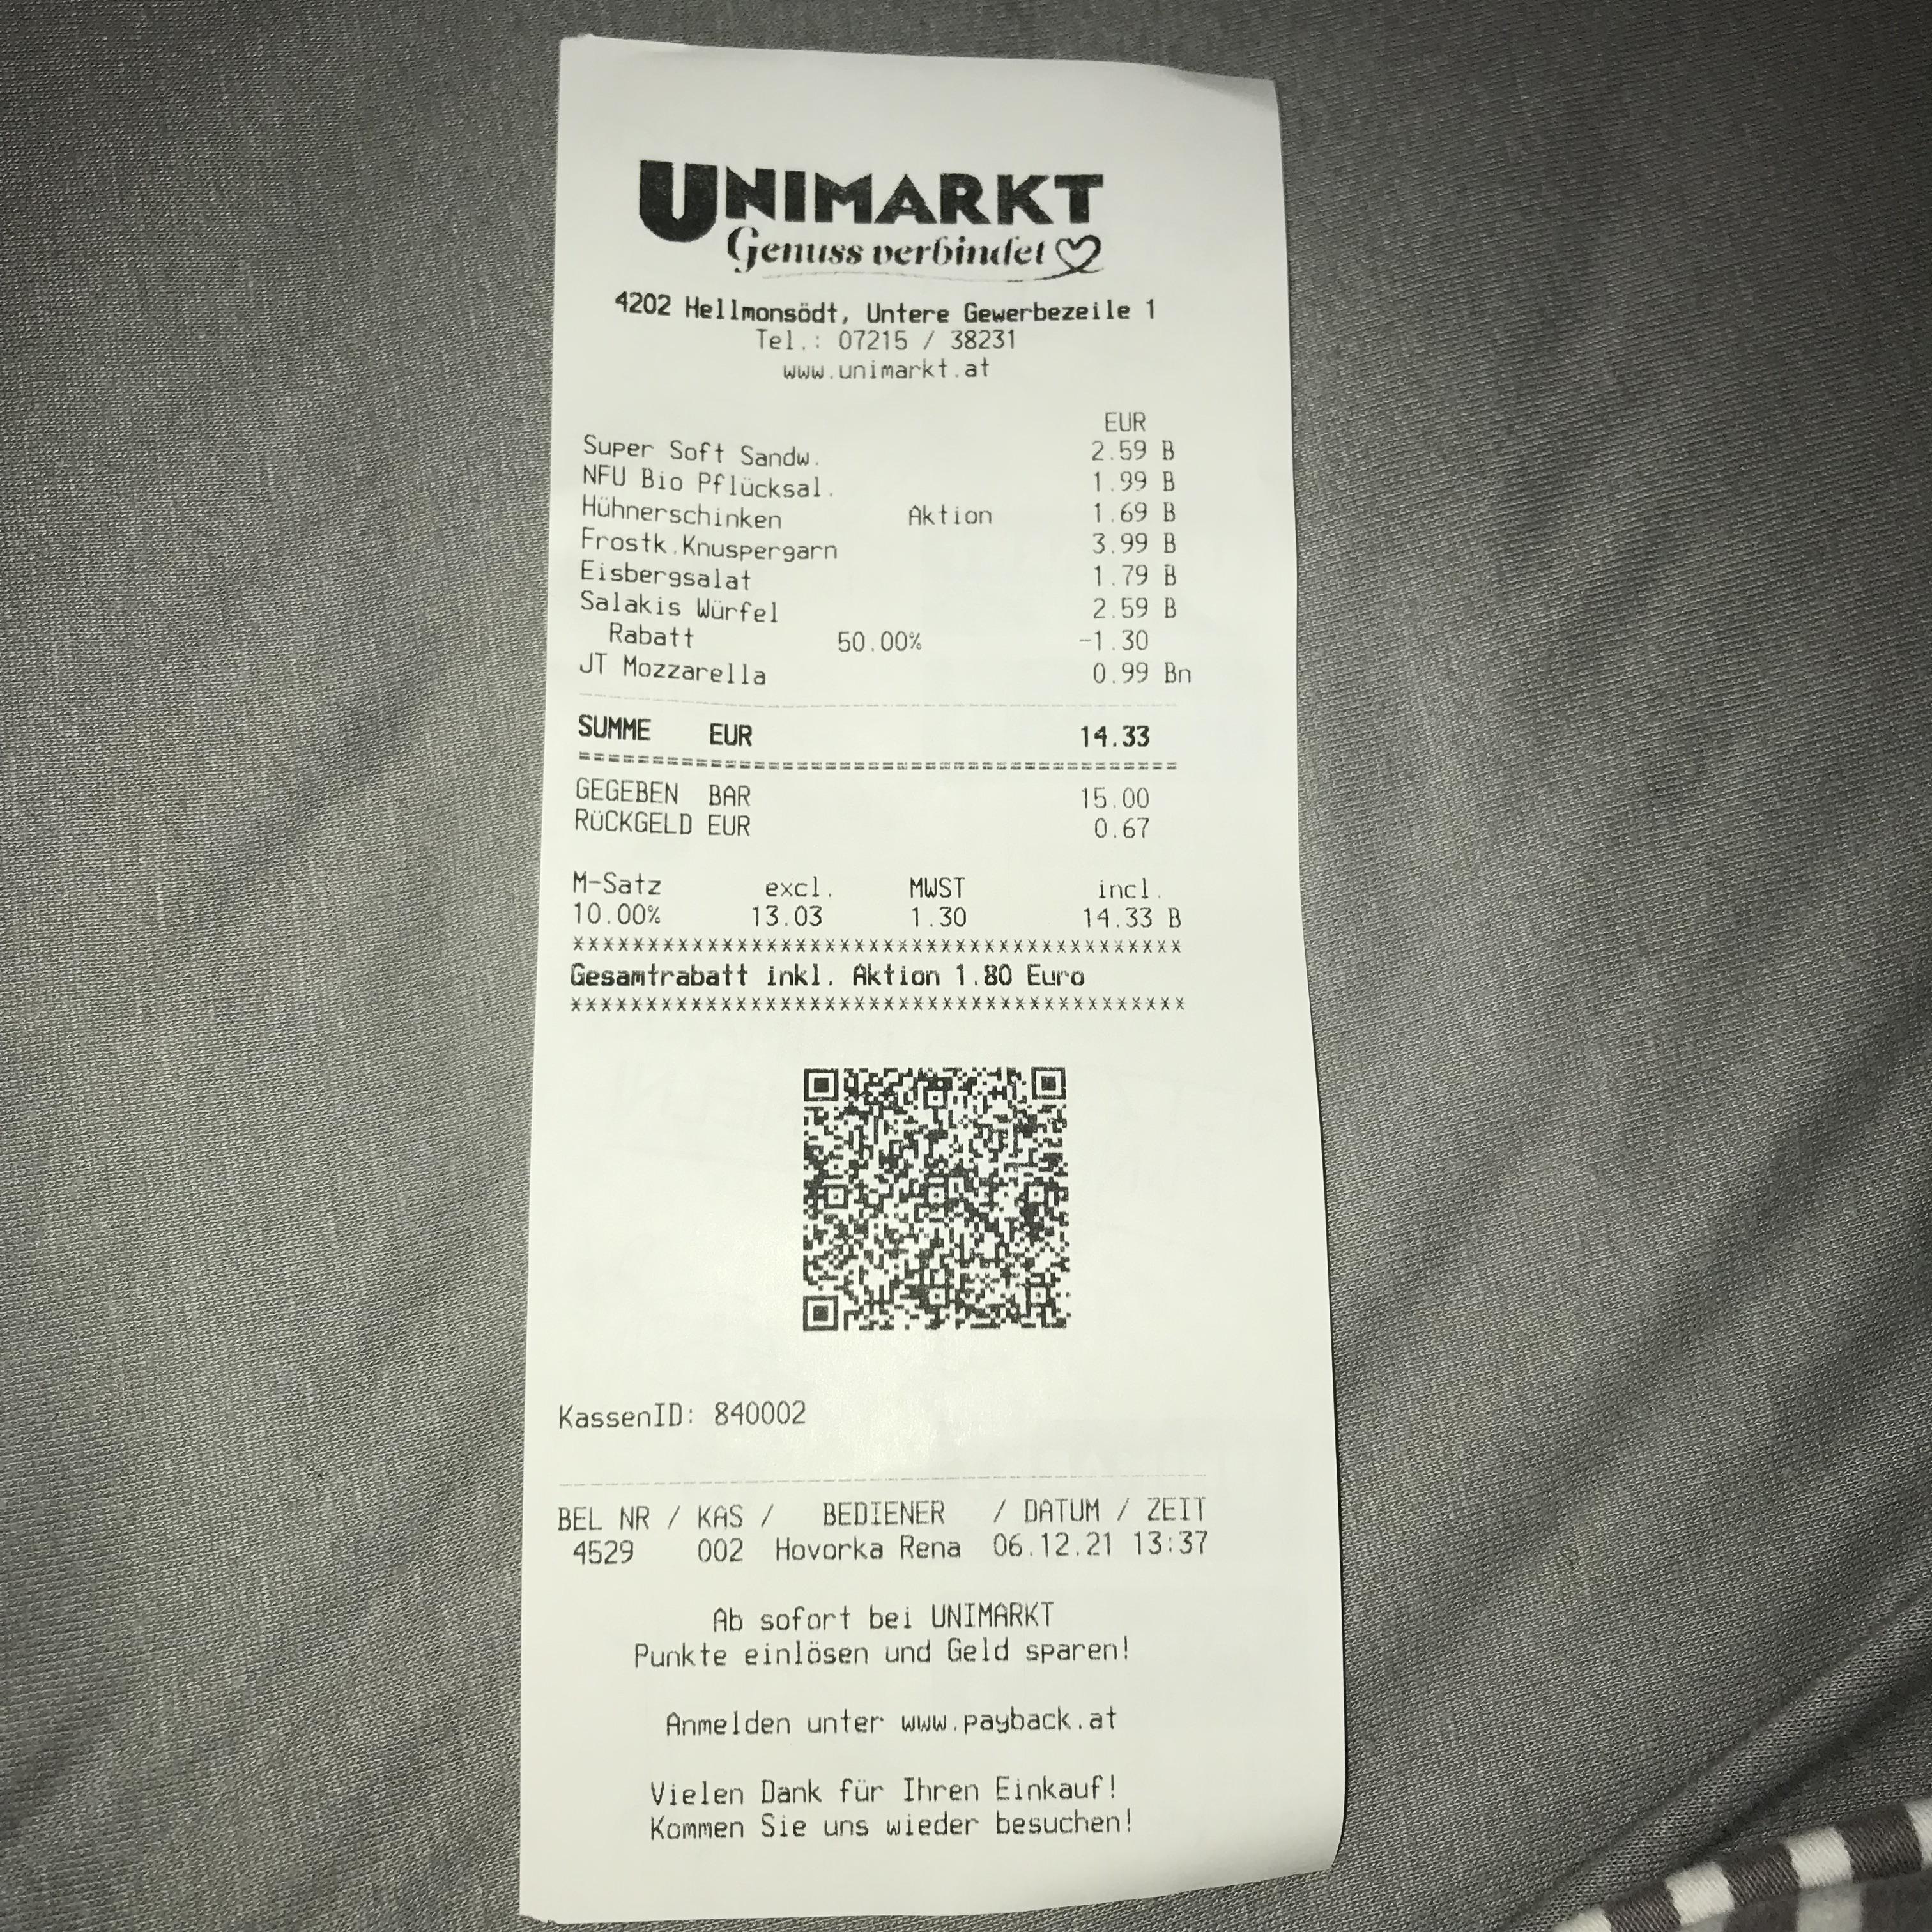 UNIMARKT
Genuss verbindet
4202 Hellmonsödt, Untere Gewerbezeile 1
Tel.: 07215 / 38231
www.unimarkt.at
EUR
Super Soft Sandw. 2.59 B
NFU Bio Pflücksal. 1.99 B
Hühnerschinken Aktion 1.69 B
Frostk.Knuspergarn 3.99 B
Eisbergsalat 1.79 B
Salakis Würfel 2.59 B
Rabatt 50.00% -1.30
JT Mozzarella 0.99 Bn
SUMME EUR 14.33
=========================================
GEGEBEN BAR 15.00
RÜCKGELD EUR 0.67
M-Satz excl. MWST incl.
10.00% 13.03 1.30 14.33 B
******************************************
Gesamtrabatt inkl. Aktion 1.80 Euro
******************************************
KassenID: 840002
BEL NR / KAS / BEDIENER / DATUM / ZEIT
4529 002 Hovorka Rena 06.12.21 13:37
Ab sofort bei UNIMARKT
Punkte einlösen und Geld sparen!
Anmelden unter www.payback.at
Vielen Dank für Ihren Einkauf!
Kommen Sie uns wieder besuchen!